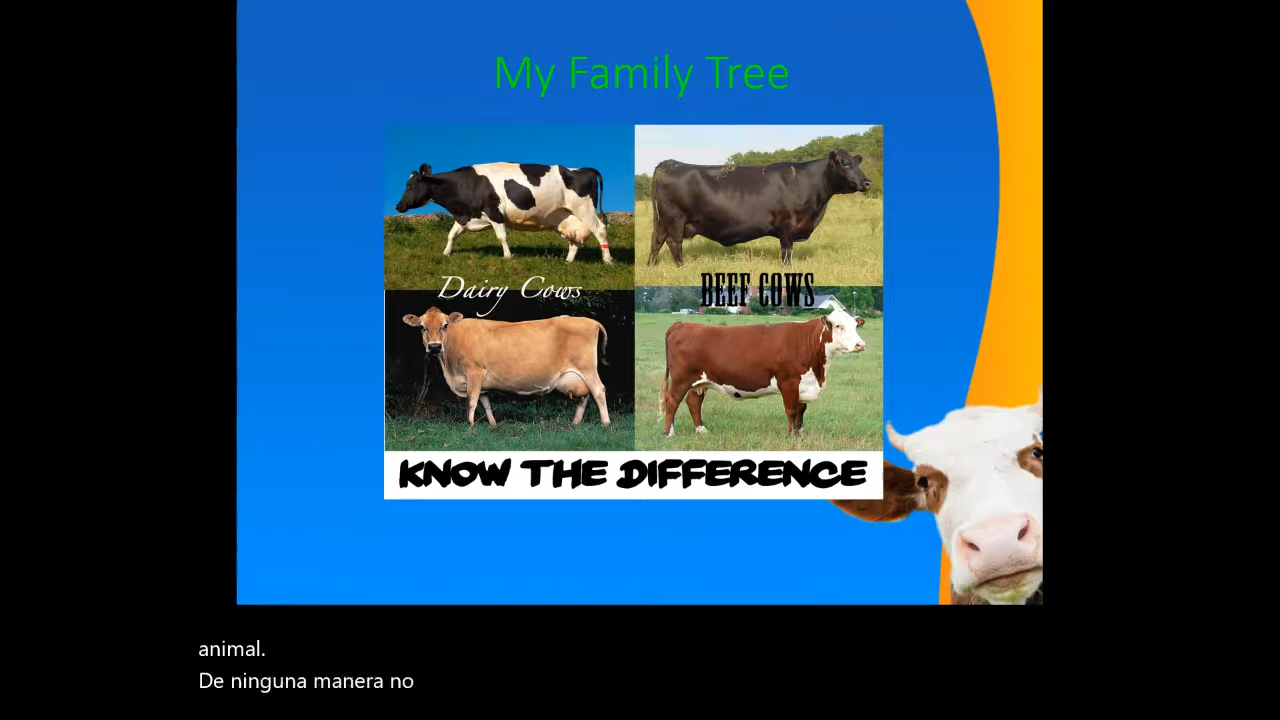 My Family Tree
Dairy Cows
BEEF COWS
KNOW THE DIFFERENCE
animal.
De ninguna manera no